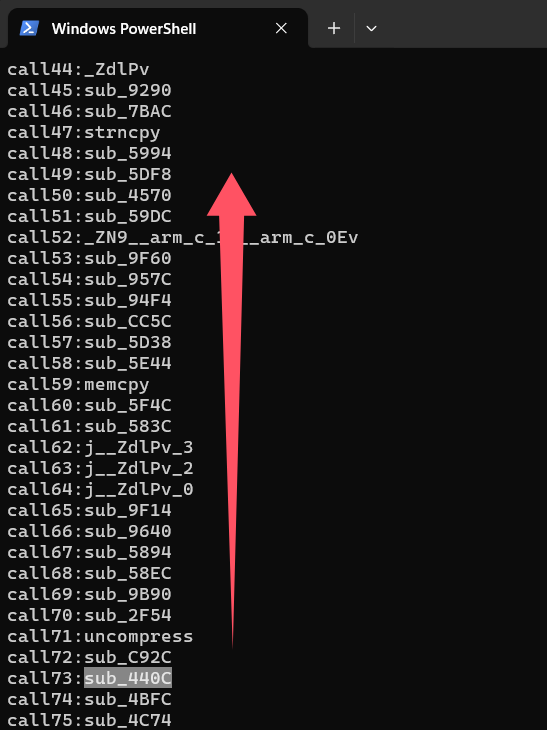 Windows PowerShell
call44:_ZdlPv
call45:sub_9290
call46:sub_7BAC
call47:strncpy
call48:sub_5994
call49:sub_5DF8
call50:sub_4570
call51:sub_59DC
call52:_ZN9__arm_c_ __arm_c_0Ev
call53:sub_9F60
call54:sub_957C
call55:sub_94F4
call56:sub_CC5C
call57:sub_5D38
call58:sub_5E44
call59:memcpy
call60:sub_5F4C
call61:sub_583C
call62:j__ZdlPv_3
call63:j__ZdlPv_2
call64:j__ZdlPv_0
call65:sub_9F14
call66:sub_9640
call67:sub_5894
call68:sub_58EC
call69:sub_9B90
call70:sub_2F54
call71:uncompress
call72:sub_C92C
call73:sub_440C
call74:sub_4BFC
call75:sub_4C74